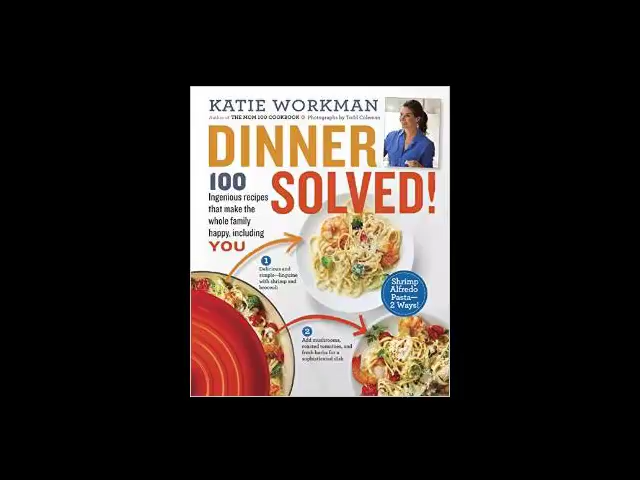 KATIE WORKMAN
Author of THE MOM 100 COOKBOOK Photographs by Todd Coleman
DINNER
SOLVED!
100
Ingenious recipes
that make the
whole family
happy, including
YOU
1
Delicious and
simple—linguine
with shrimp and
broccoli
Shrimp
Alfredo
Pasta—
2 Ways!
2
Add mushrooms,
roasted tomatoes, and
fresh herbs for a
sophisticated dish